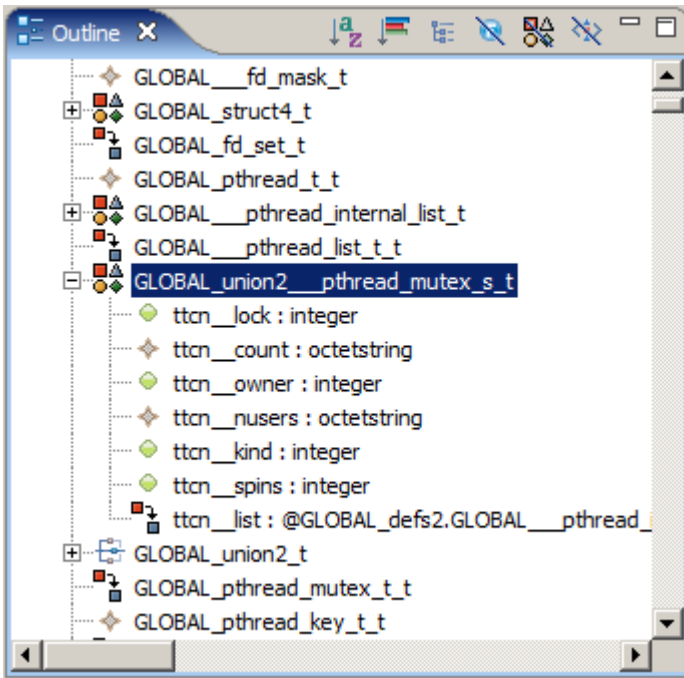 Outline
GLOBAL___fd_mask_t
GLOBAL_struct4_t
GLOBAL_fd_set_t
GLOBAL_pthread_t_t
GLOBAL___pthread_internal_list_t
GLOBAL___pthread_list_t_t
GLOBAL_union2___pthread_mutex_s_t
ttcn__lock : integer
ttcn__count : octetstring
ttcn__owner : integer
ttcn__nusers : octetstring
ttcn__kind : integer
ttcn__spins : integer
ttcn__list : @GLOBAL_defs2.GLOBAL___pthread_
GLOBAL_union2_t
GLOBAL_pthread_mutex_t_t
GLOBAL_pthread_key_t_t